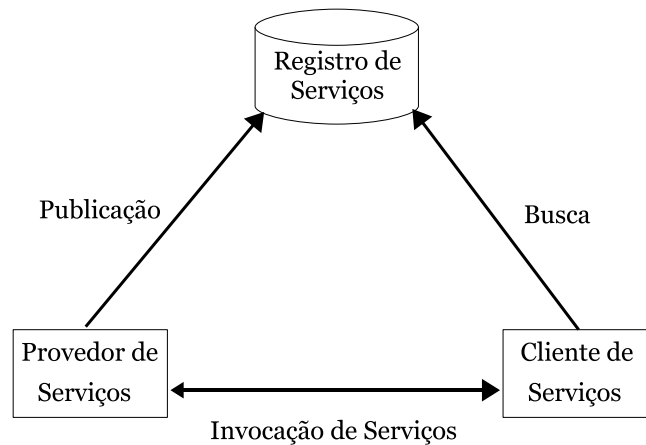 Registro de
Serviços
Publicação
Busca
Provedor de
Serviços
Cliente de
Serviços
Invocação de Serviços